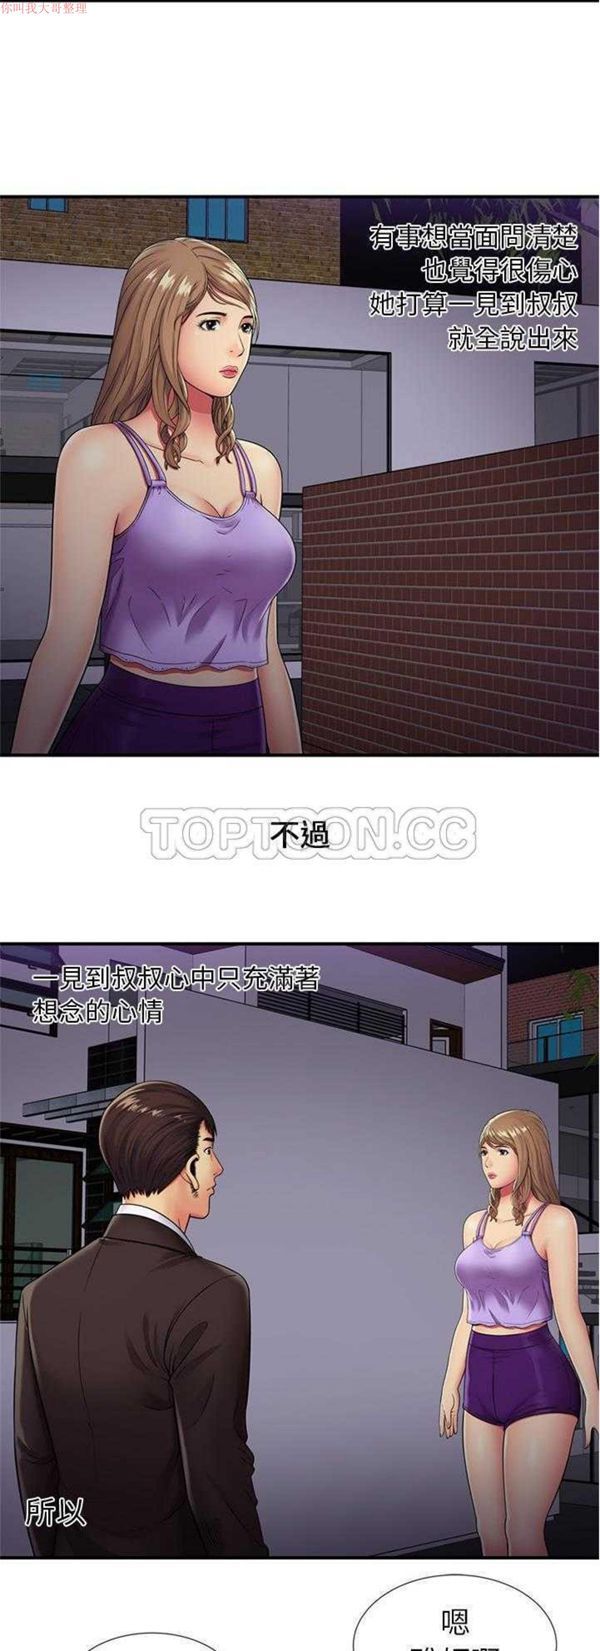 你叫我大哥整理
有事想當面問清楚
也覺得很傷心
她打算一見到叔叔
就全說出來
TOPTOON.CC
不過
一見到叔叔心中只充滿著
想念的心情
所以
嗯